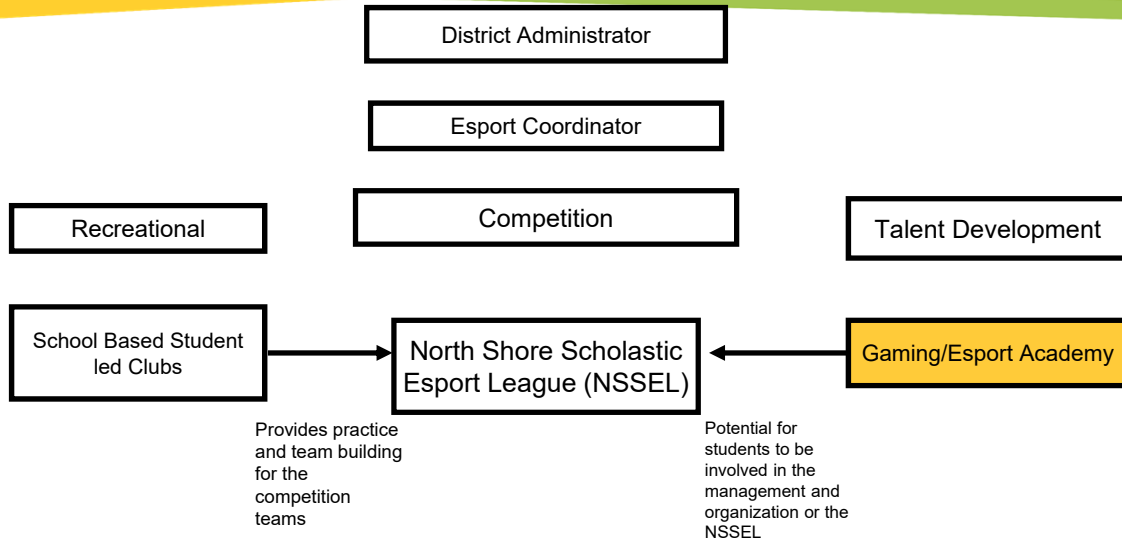 District Administrator
Esport Coordinator
Recreational
Competition
Talent Development
School Based Student
led Clubs
North Shore Scholastic
Esport League (NSSEL)
Gaming/Esport Academy
Provides practice
and team building
for the
competition
teams
Potential for
students to be
involved in the
management and
organization or the
NSSEL